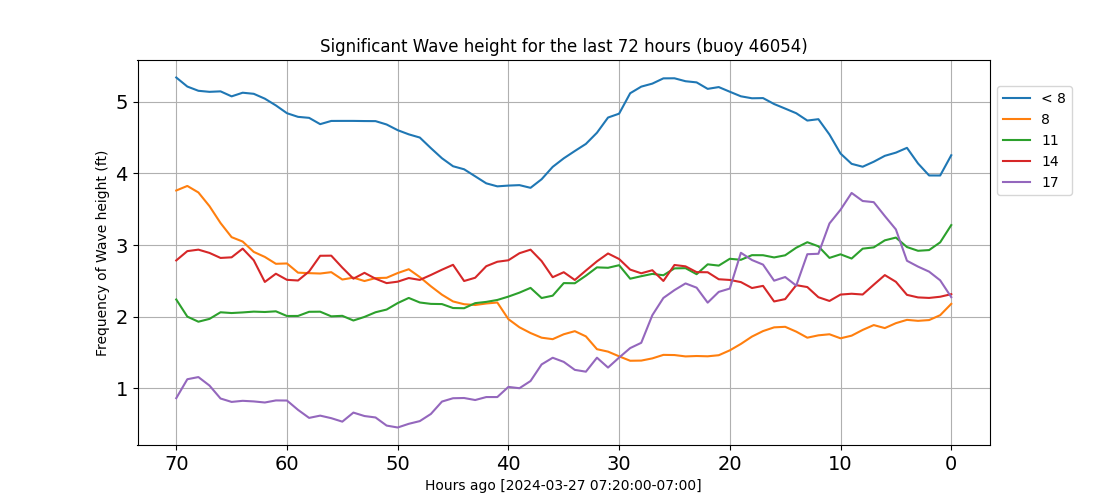 Significant Wave height for the last 72 hours (buoy 46054)
Frequency of Wave height (ft)
5
4
3
2
1
70 60 50 40 30 20 10 0
Hours ago [2024-03-27 07:20:00-07:00]
< 8
8
11
14
17